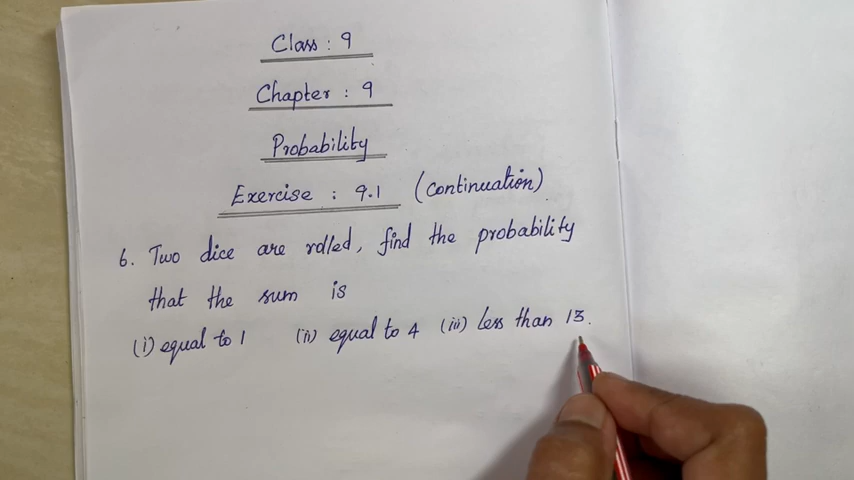 Class : 9
Chapter : 9
Probability
Exercise : 9.1 (continuation)
6. Two dice are rolled, find the probability
that the sum is
(i) equal to 1 (ii) equal to 4 (iii) Less than 13.